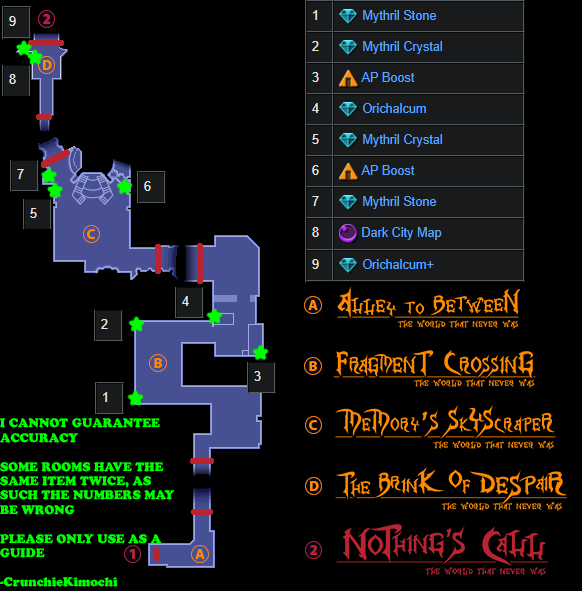 9
2
D
8
7
5
6
C
4
2
B
1
3
I CANNOT GUARANTEE
ACCURACY
SOME ROOMS HAVE THE
SAME ITEM TWICE, AS
SUCH THE NUMBERS MAY
BE WRONG
PLEASE ONLY USE AS A
GUIDE
-CrunchieKimochi
1
A
1 Mythril Stone
2 Mythril Crystal
3 AP Boost
4 Orichalcum
5 Mythril Crystal
6 AP Boost
7 Mythril Stone
8 Dark City Map
9 Orichalcum+
A ALLEY TO BETWEEN
THE WORLD THAT NEVER WAS
B FRAGMENT CROSSING
THE WORLD THAT NEVER WAS
C MEMORY'S SKYSCRAPER
THE WORLD THAT NEVER WAS
D THE BRINK OF DESPAIR
THE WORLD THAT NEVER WAS
2 NOTHING'S CALL
THE WORLD THAT NEVER WAS